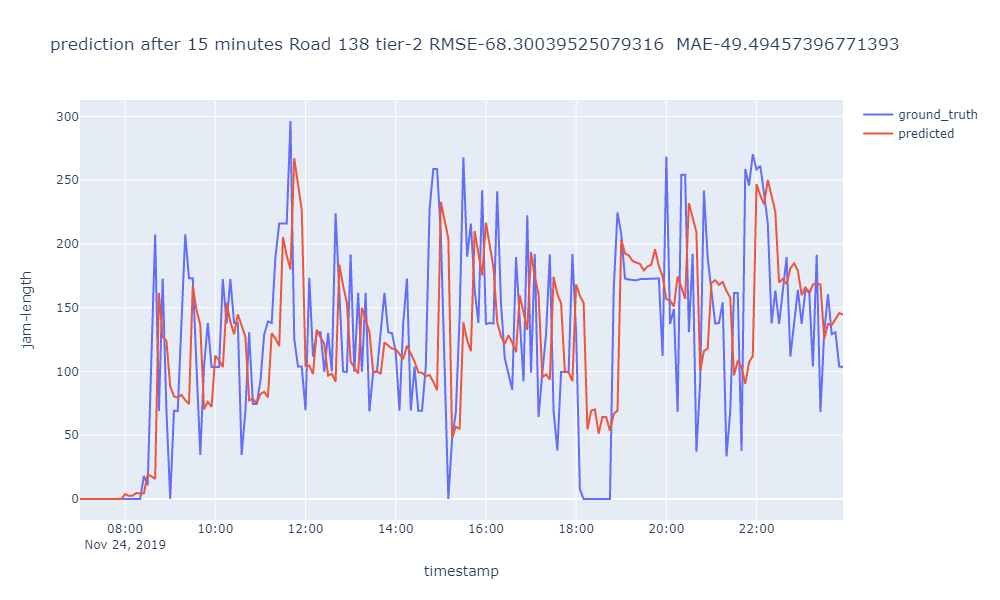 prediction after 15 minutes Road 138 tier-2 RMSE-68.30039525079316  MAE-49.49457396771393
ground_truth
predicted
300
250
200
150
100
50
0
jam-length
08:00 10:00 12:00 14:00 16:00 18:00 20:00 22:00
Nov 24, 2019
timestamp